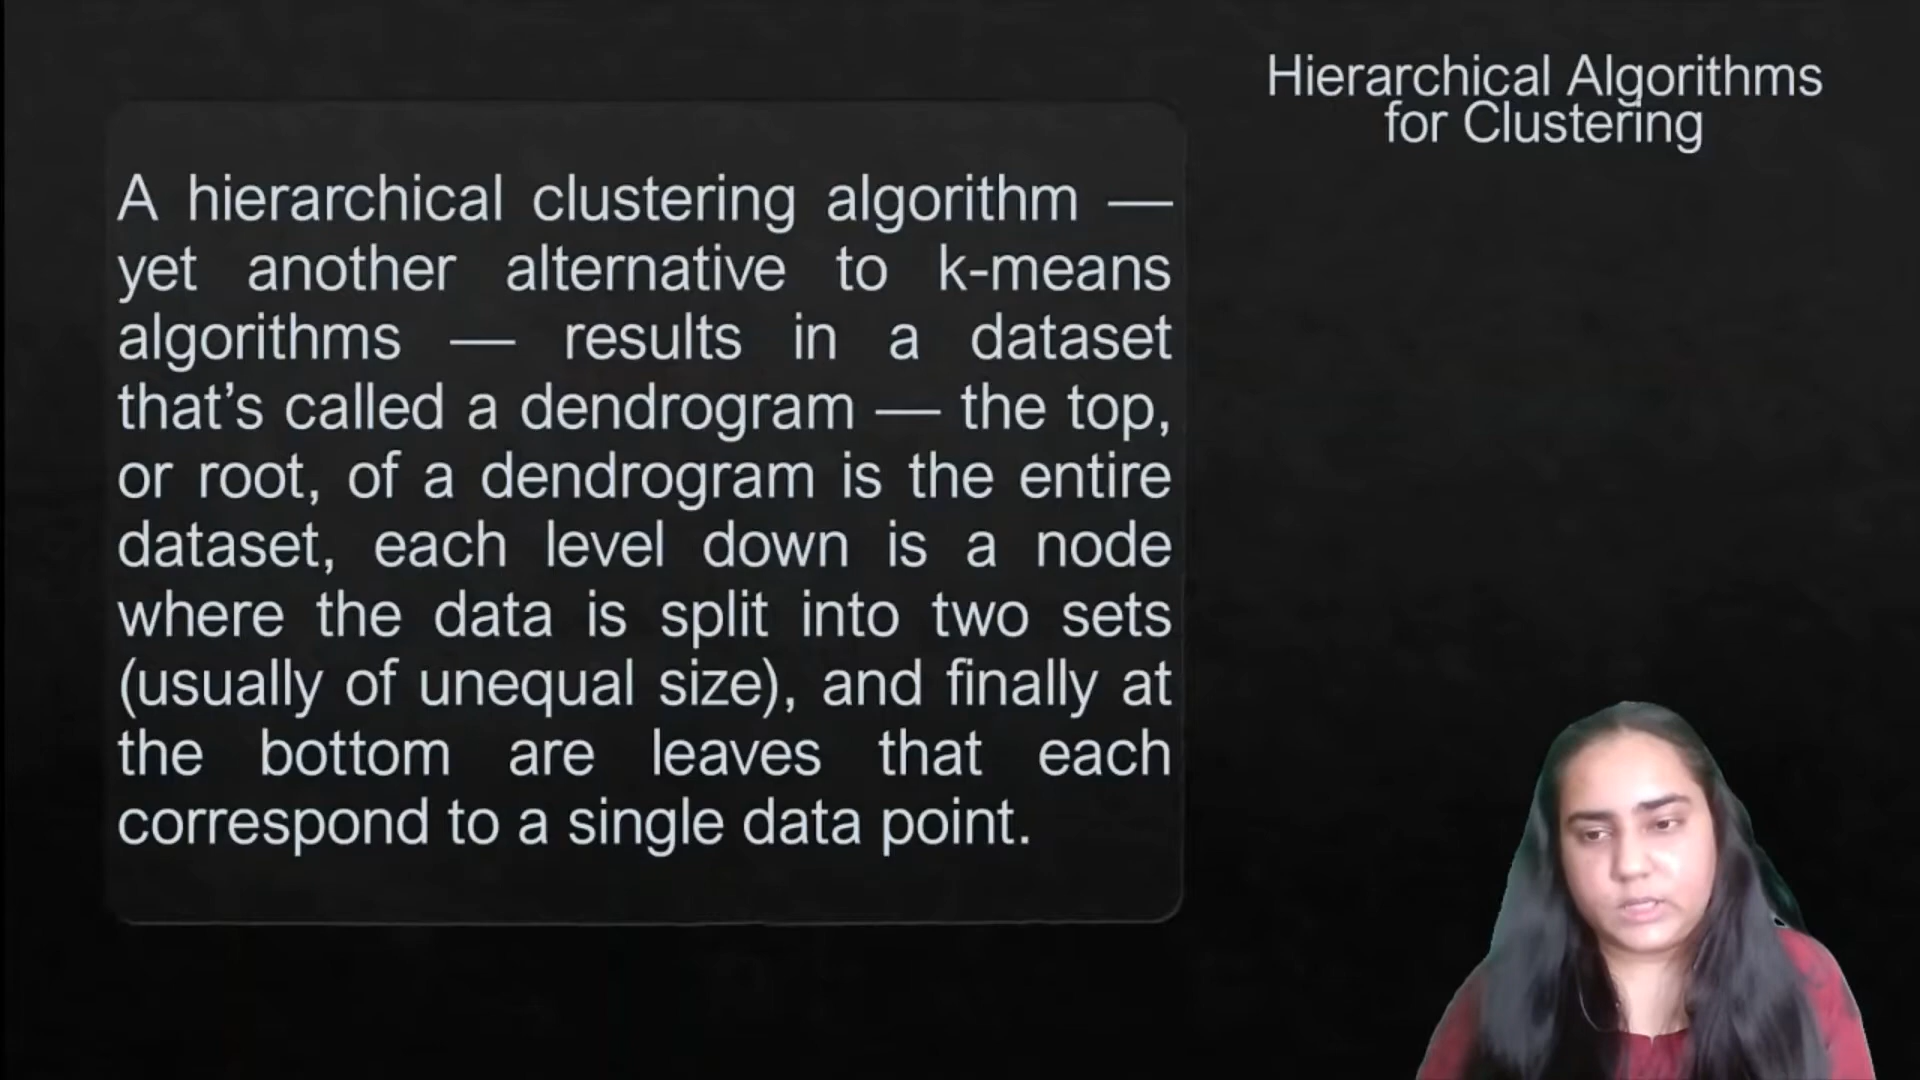 Hierarchical Algorithms
for Clustering
A hierarchical clustering algorithm —
yet another alternative to k-means
algorithms — results in a dataset
that’s called a dendrogram — the top,
or root, of a dendrogram is the entire
dataset, each level down is a node
where the data is split into two sets
(usually of unequal size), and finally at
the bottom are leaves that each
correspond to a single data point.